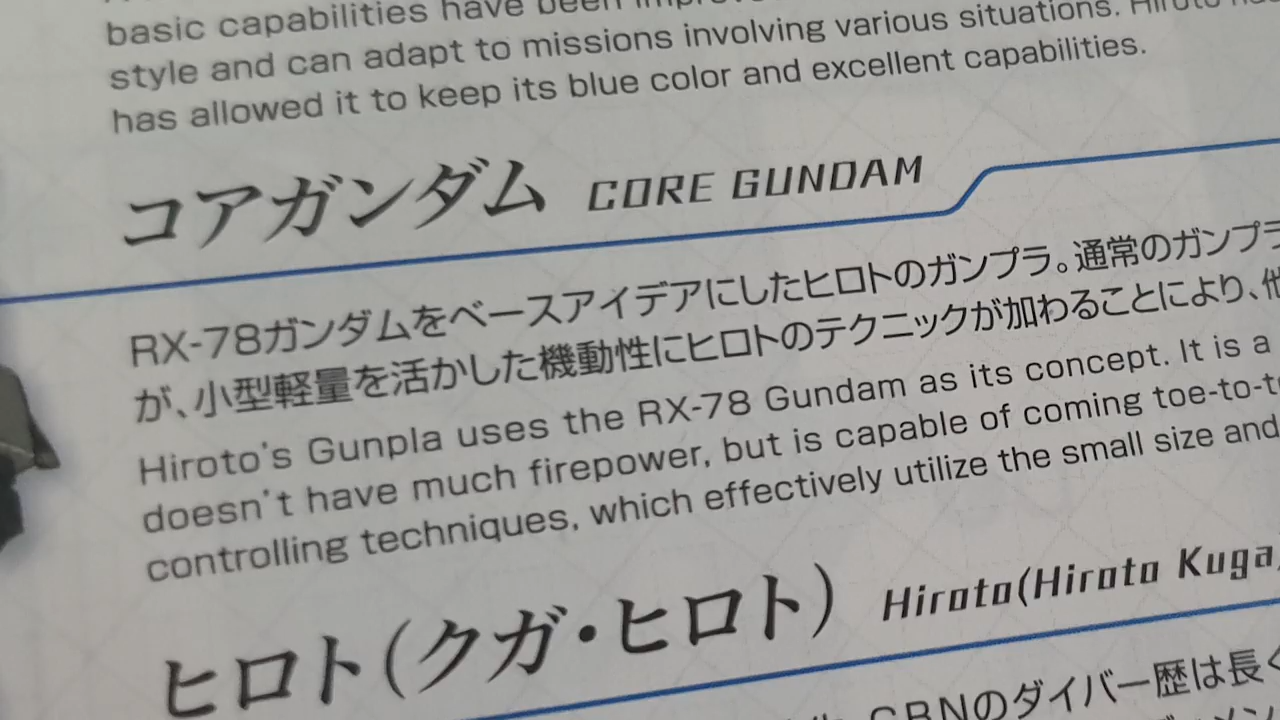 basic capabilities have been
style and can adapt to missions involving various situations. Hiroto
has allowed it to keep its blue color and excellent capabilities.
コアガンダム CORE GUNDAM
RX-78ガンダムをベースアイデアにしたヒロトのガンプラ。通常のガンプラ
が、小型軽量を活かした機動性にヒロトのテクニックが加わることにより、他
Hiroto's Gunpla uses the RX-78 Gundam as its concept. It is a
doesn't have much firepower, but is capable of coming toe-to-t
controlling techniques, which effectively utilize the small size and
ヒロト(クガ・ヒロト) Hiroto(Hiroto Kuga)
GBNのダイバー歴は長く